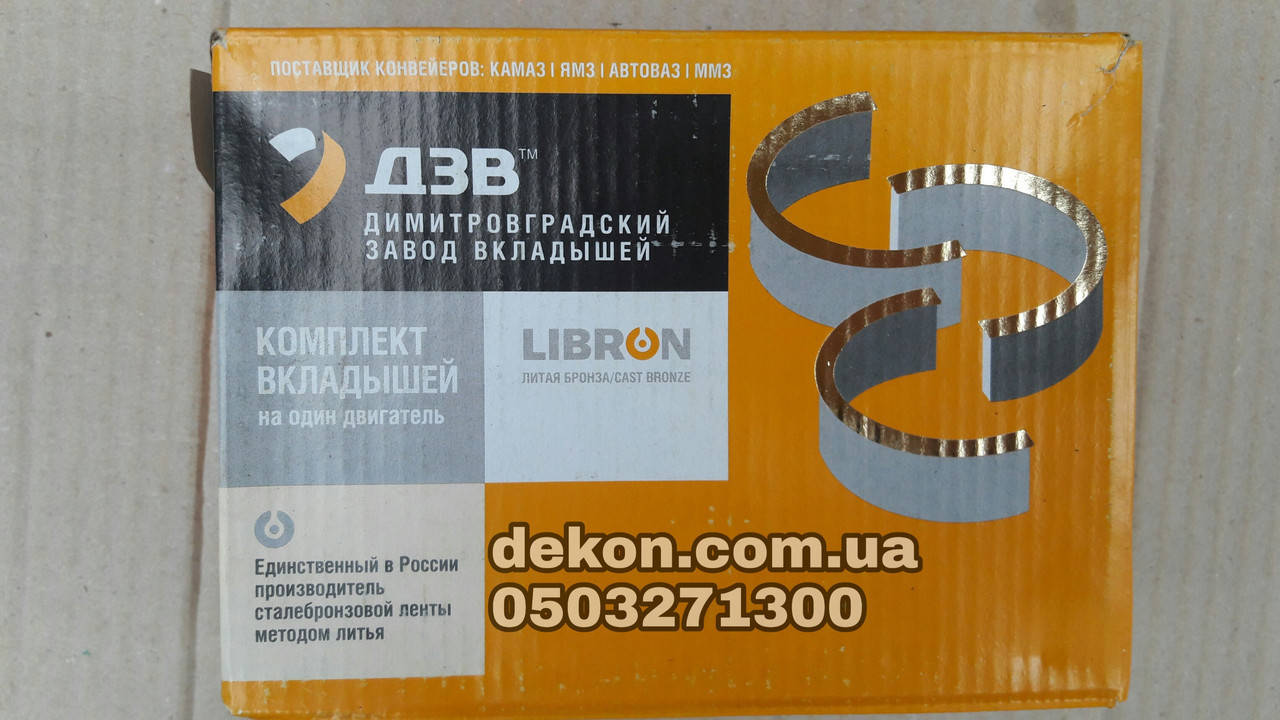 ПОСТАВЩИК КОНВЕЙЕРОВ: КАМАЗ | ЯМЗ | АВТОВАЗ | ММЗ
ДЗВ™
ДИМИТРОВГРАДСКИЙ
ЗАВОД ВКЛАДЫШЕЙ
КОМПЛЕКТ
ВКЛАДЫШЕЙ
на один двигатель
LIBRON
ЛИТАЯ БРОНЗА/CAST BRONZE
Единственный в России
производитель
сталебронзовой ленты
методом литья
dekon.com.ua
0503271300